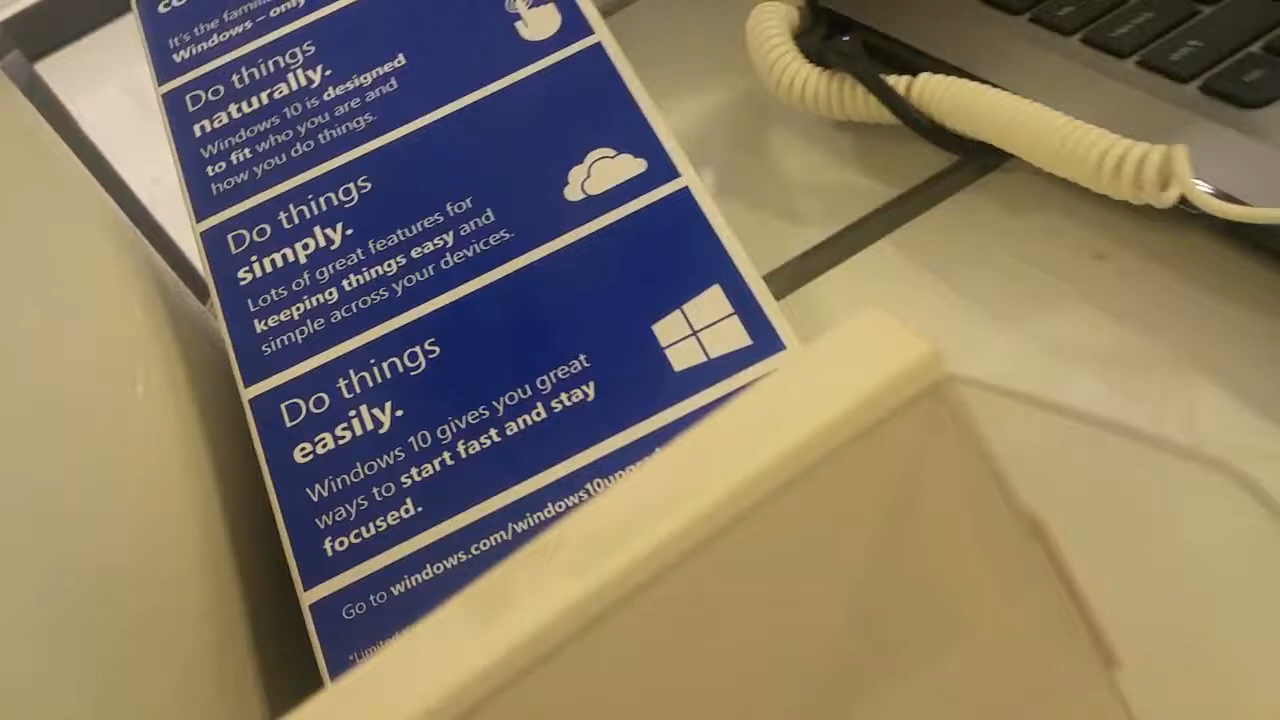 It's the
Windows – only
Do things
naturally.
Windows 10 is designed
to fit who you are and
how you do things.
Do things
simply.
Lots of great features for
keeping things easy and
simple across your devices.
Do things
easily.
Windows 10 gives you great
ways to start fast and stay
focused.
Go to windows.com/windows10upgr
*Limited